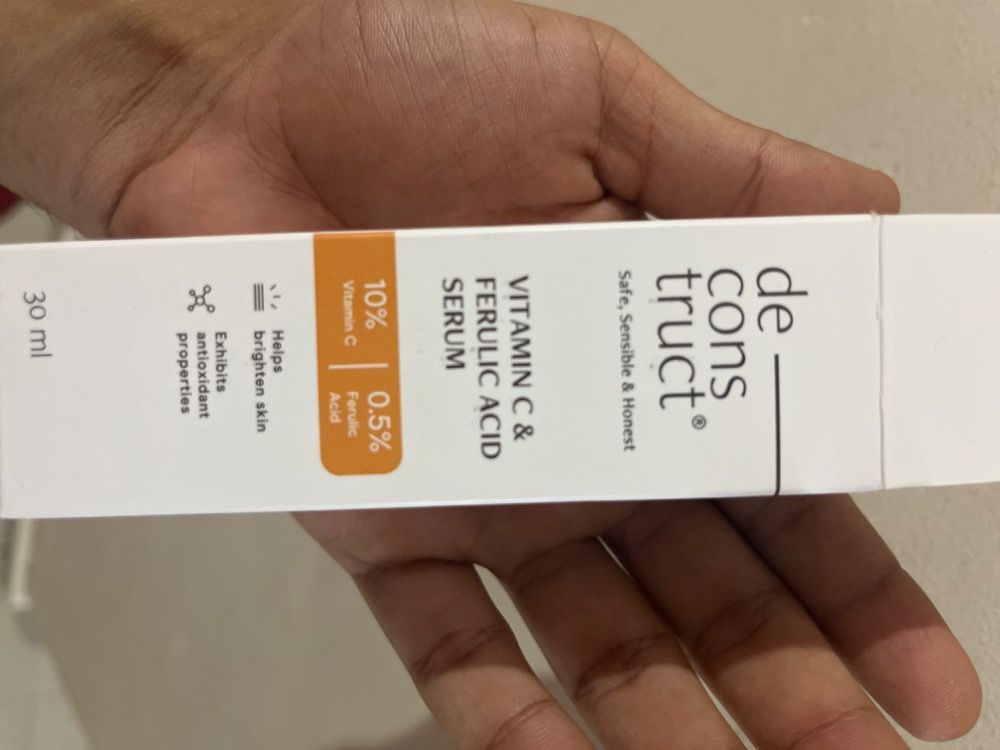 de
cons
truct®
Safe, Sensible & Honest
VITAMIN C &
FERULIC ACID
SERUM
10%
Vitamin C
0.5%
Ferulic
Acid
Helps
brighten skin
Exhibits
antioxidant
properties
30 ml